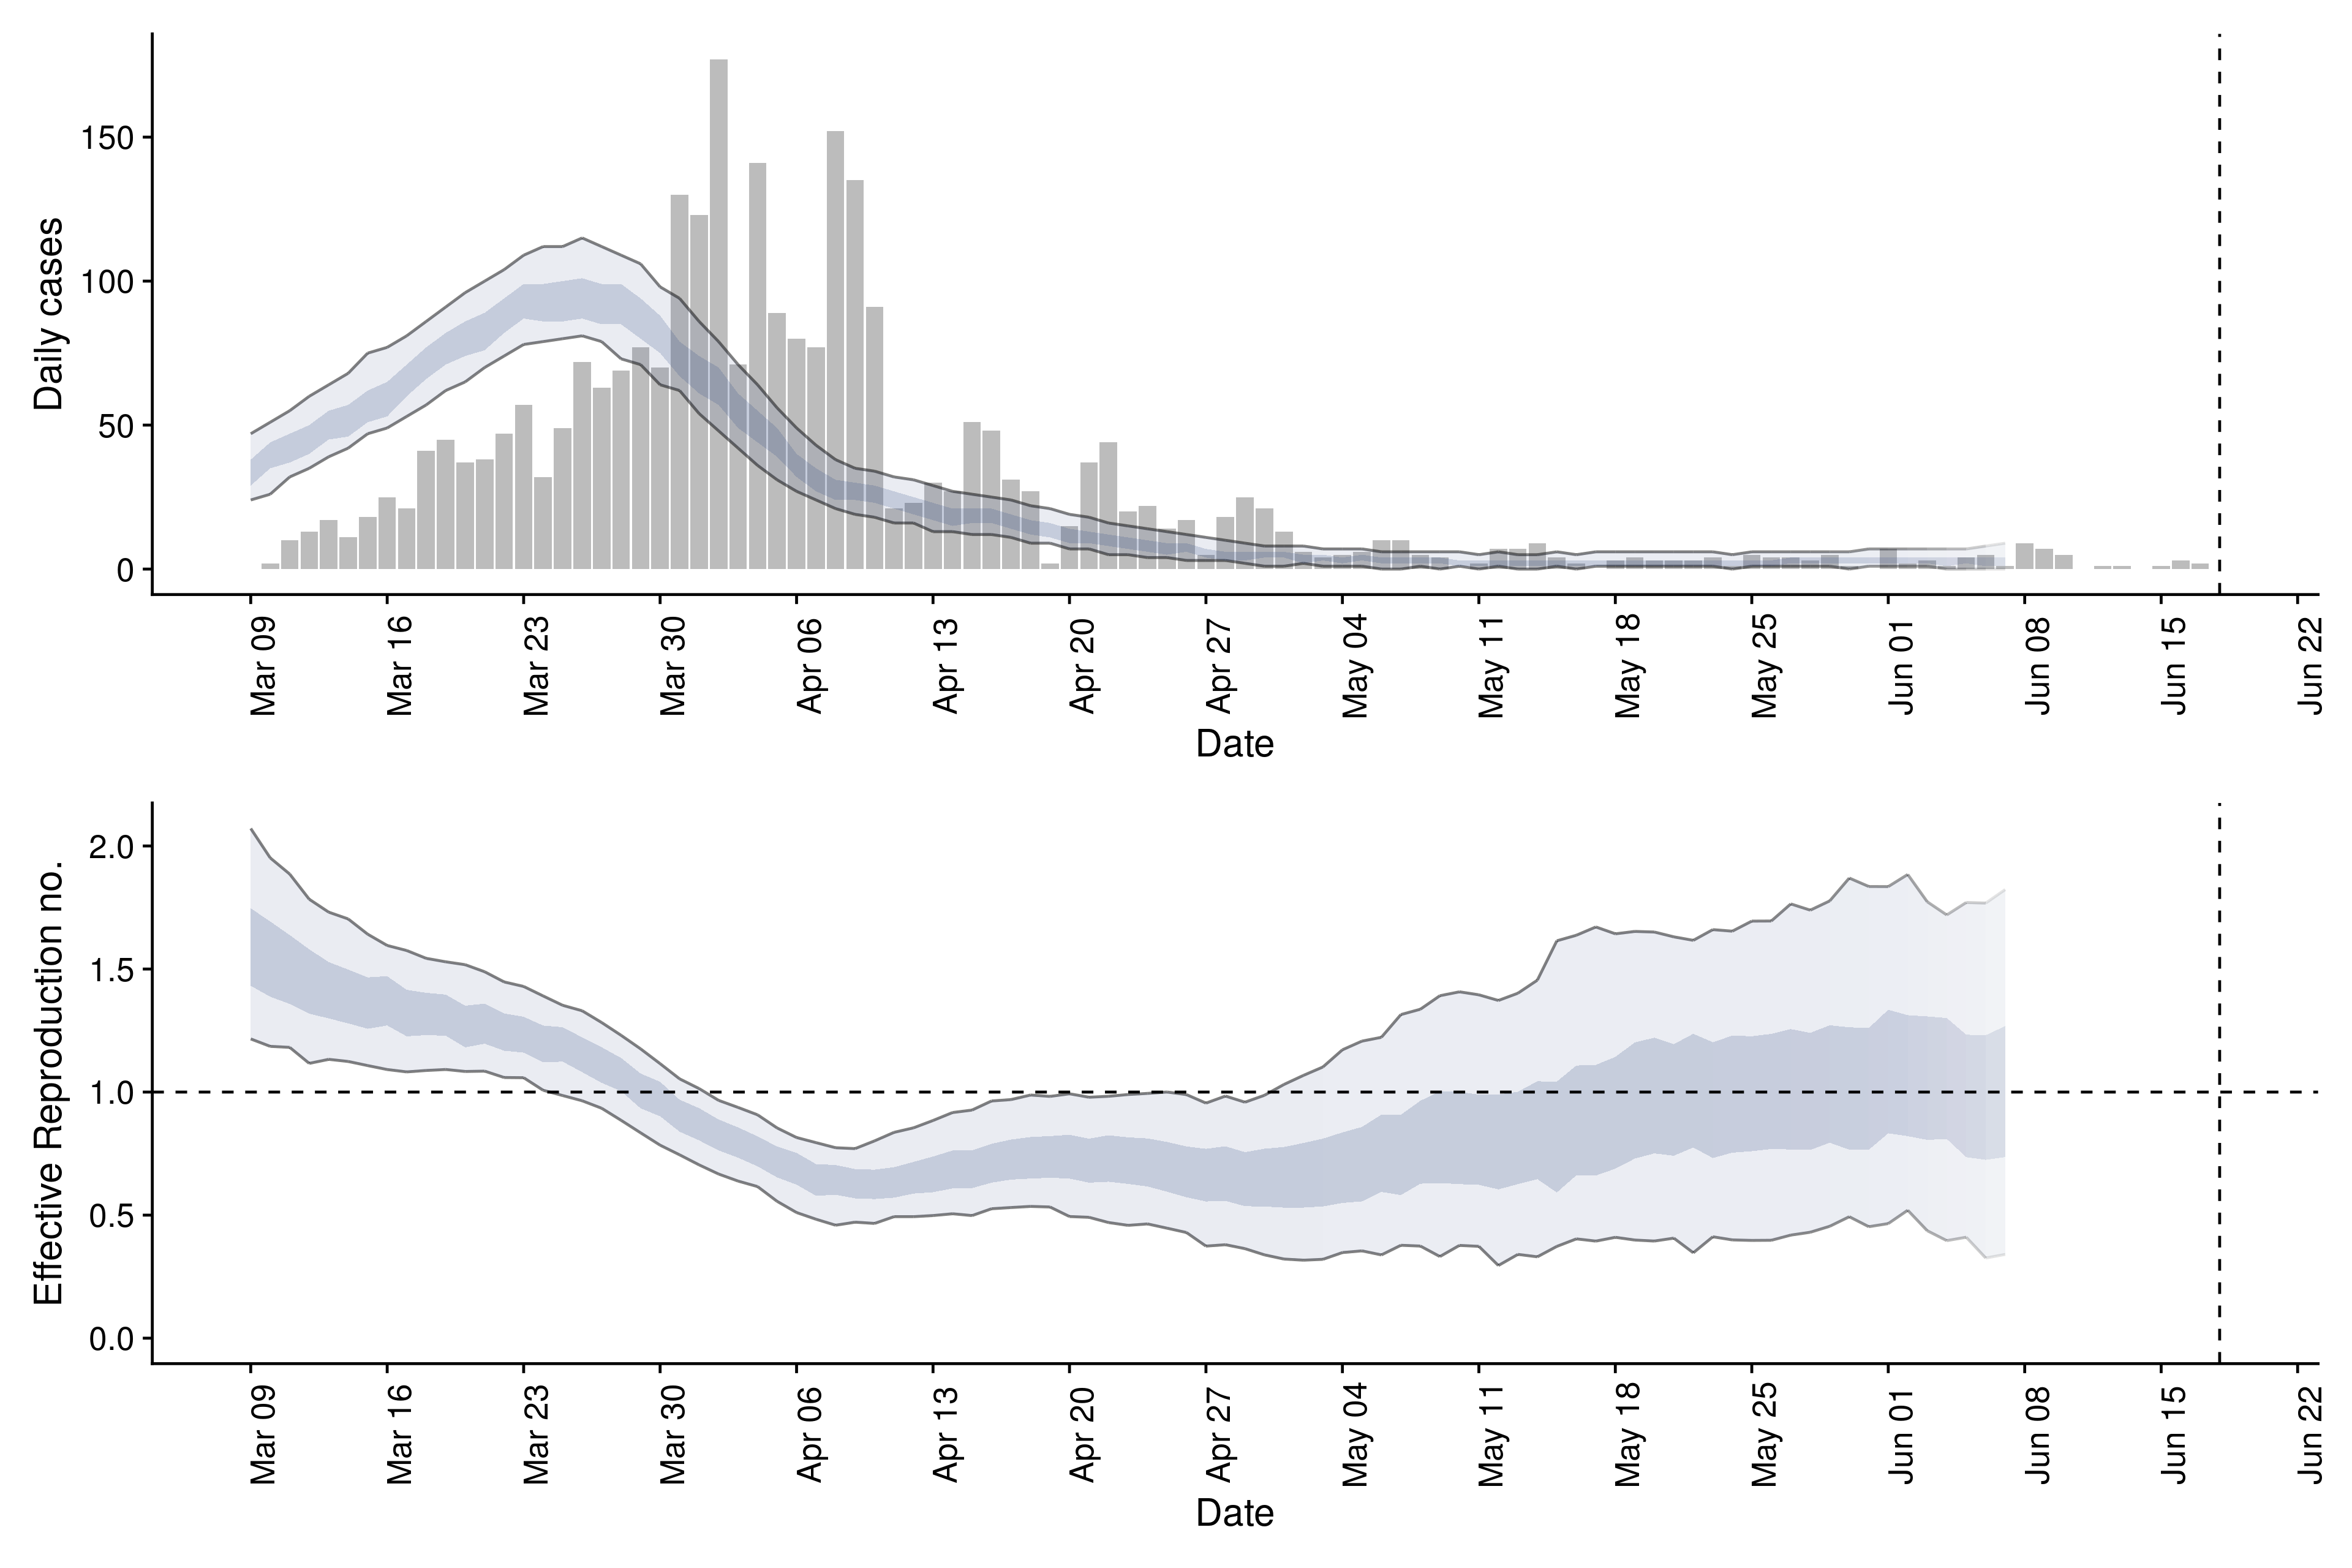 Daily cases
150
100
50
0
Mar 09
Mar 16
Mar 23
Mar 30
Apr 06
Apr 13
Apr 20
Apr 27
May 04
May 11
May 18
May 25
Jun 01
Jun 08
Jun 15
Jun 22
Date
Effective Reproduction no.
2.0
1.5
1.0
0.5
0.0
Mar 09
Mar 16
Mar 23
Mar 30
Apr 06
Apr 13
Apr 20
Apr 27
May 04
May 11
May 18
May 25
Jun 01
Jun 08
Jun 15
Jun 22
Date